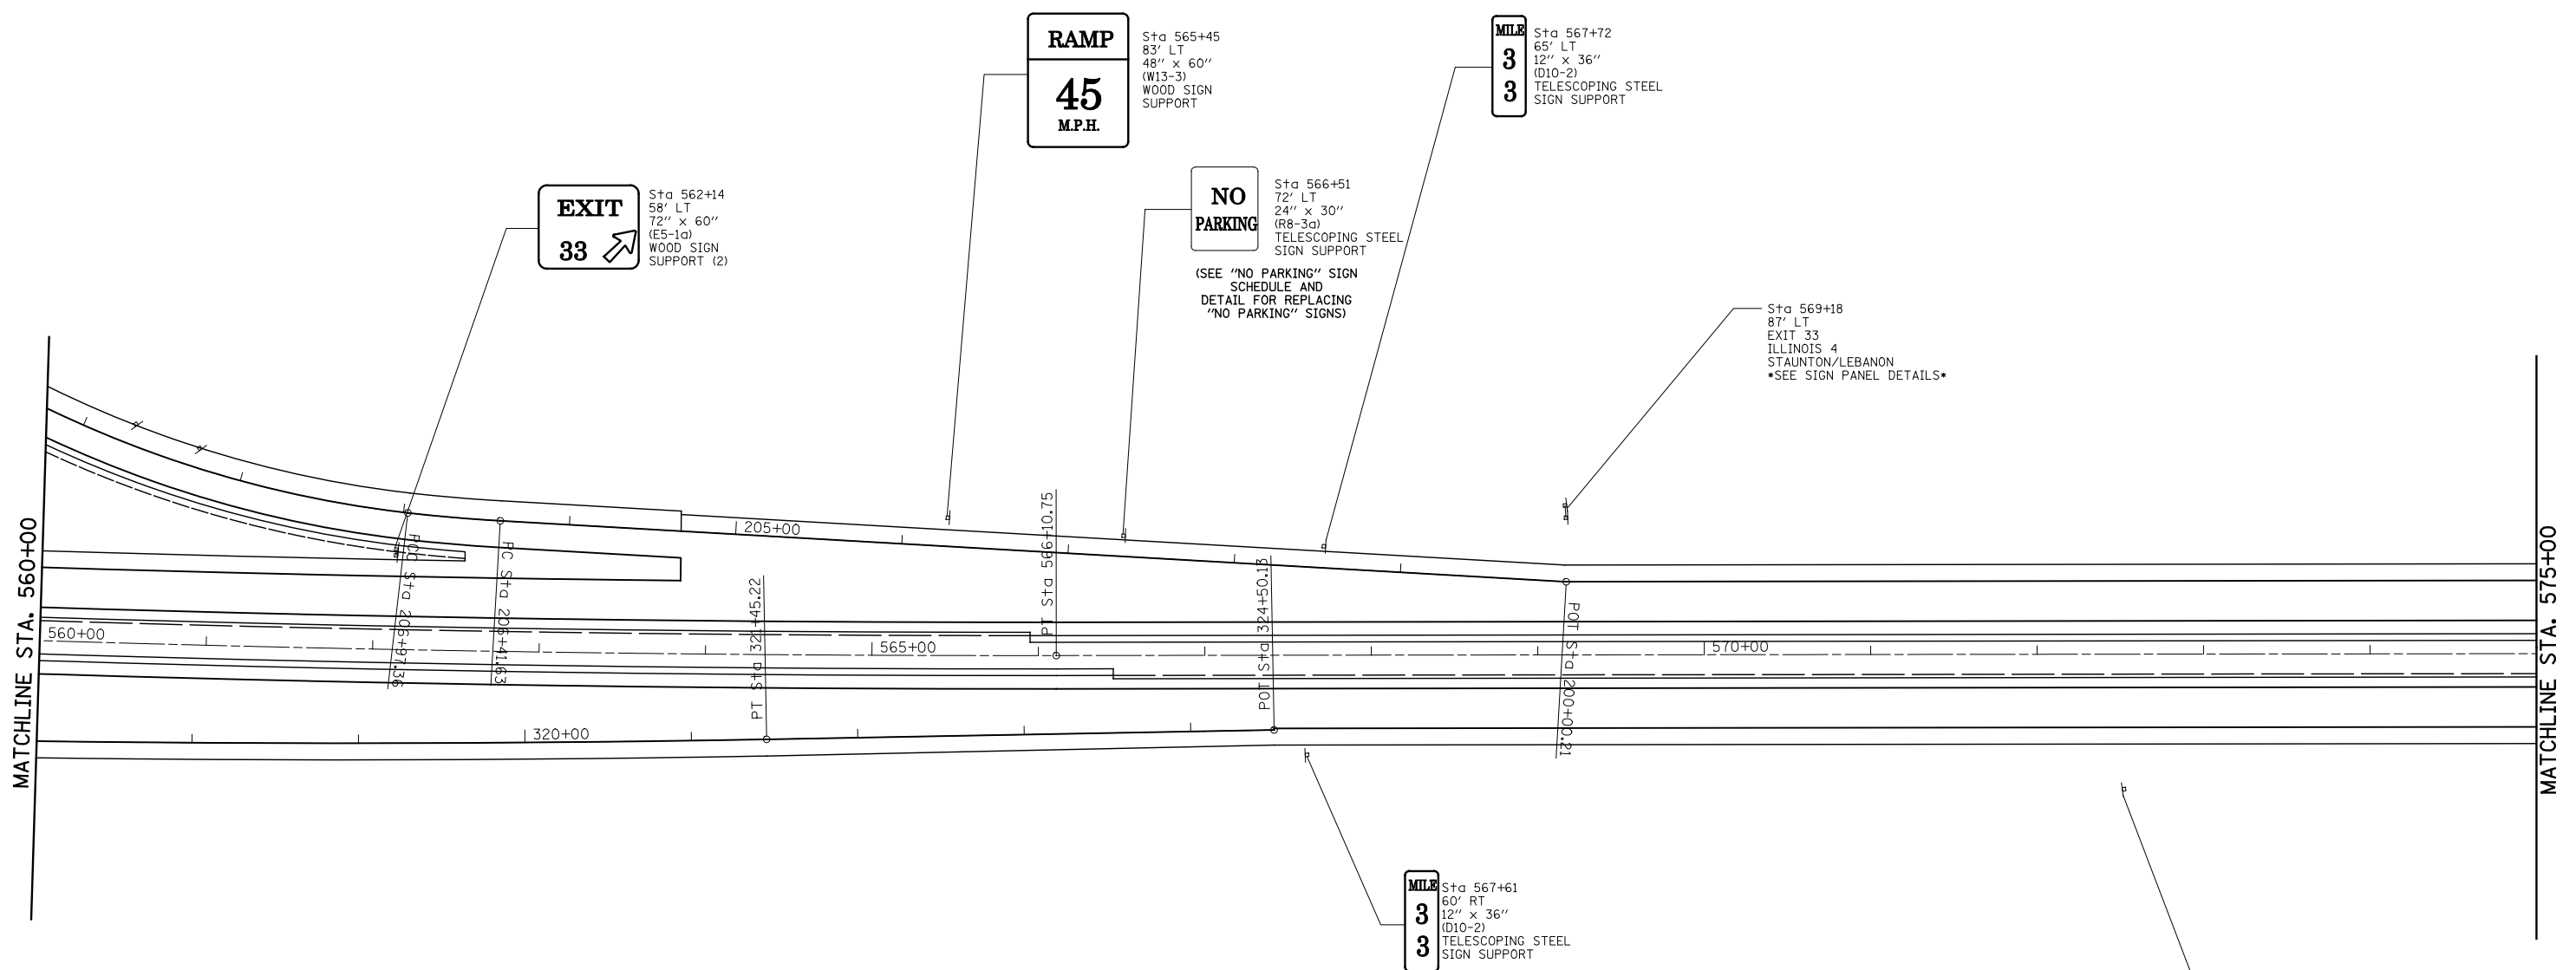 RAMP
45
M.P.H.
Sta 565+45
83' LT
48" x 60"
(W13-3)
WOOD SIGN
SUPPORT
MILE
3
3
Sta 567+72
65' LT
12" x 36"
(D10-2)
TELESCOPING STEEL
SIGN SUPPORT
EXIT
33
Sta 562+14
58' LT
72" x 60"
(E5-1a)
WOOD SIGN
SUPPORT (2)
NO
PARKING
Sta 566+51
72' LT
24" x 30"
(R8-3a)
TELESCOPING STEEL
SIGN SUPPORT
(SEE "NO PARKING" SIGN
SCHEDULE AND
DETAIL FOR REPLACING
"NO PARKING" SIGNS)
Sta 569+18
87' LT
EXIT 33
ILLINOIS 4
STAUNTON/LEBANON
*SEE SIGN PANEL DETAILS*
MATCHLINE STA. 560+00
560+00
PCC Sta 206+97.36
PC Sta 206+41.63
205+00
PT Sta 321+45.22
320+00
565+00
PT Sta 566+10.75
POT Sta 324+50.13
POT Sta 200+00.21
570+00
MATCHLINE STA. 575+00
MILE
3
3
Sta 567+61
60' RT
12" x 36"
(D10-2)
TELESCOPING STEEL
SIGN SUPPORT